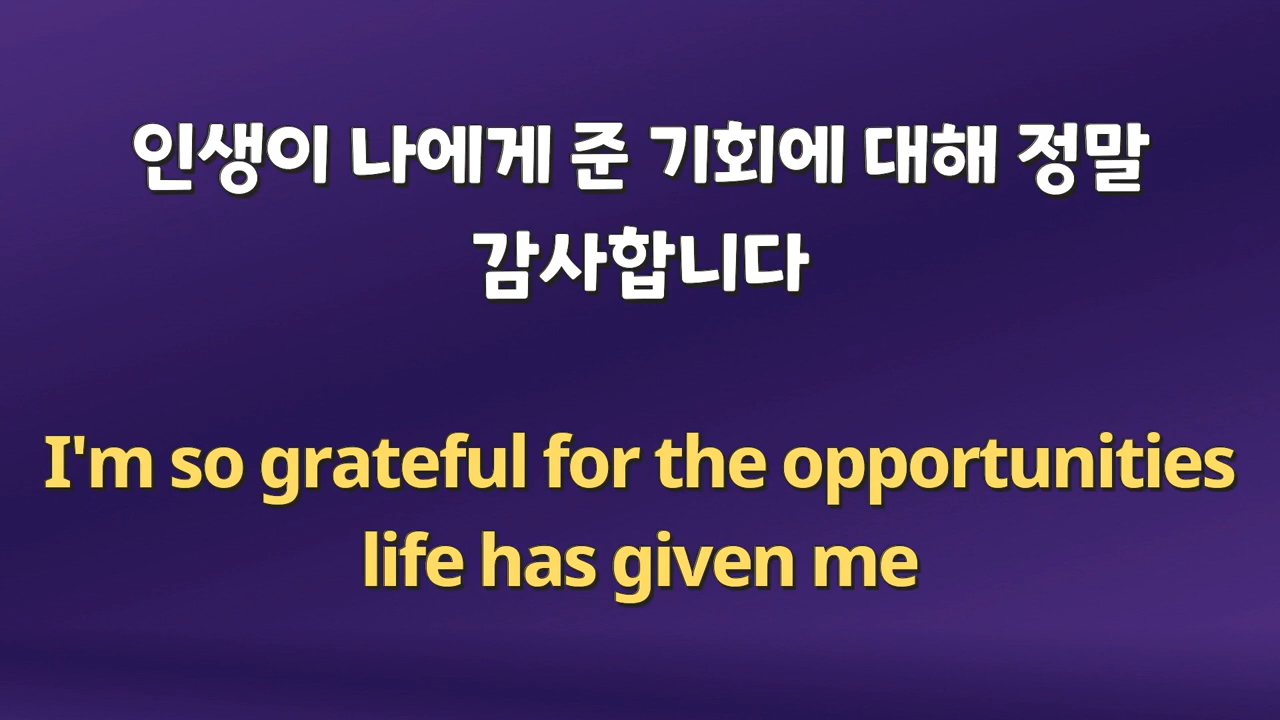 인생이 나에게 준 기회에 대해 정말
감사합니다
I'm so grateful for the opportunities
life has given me